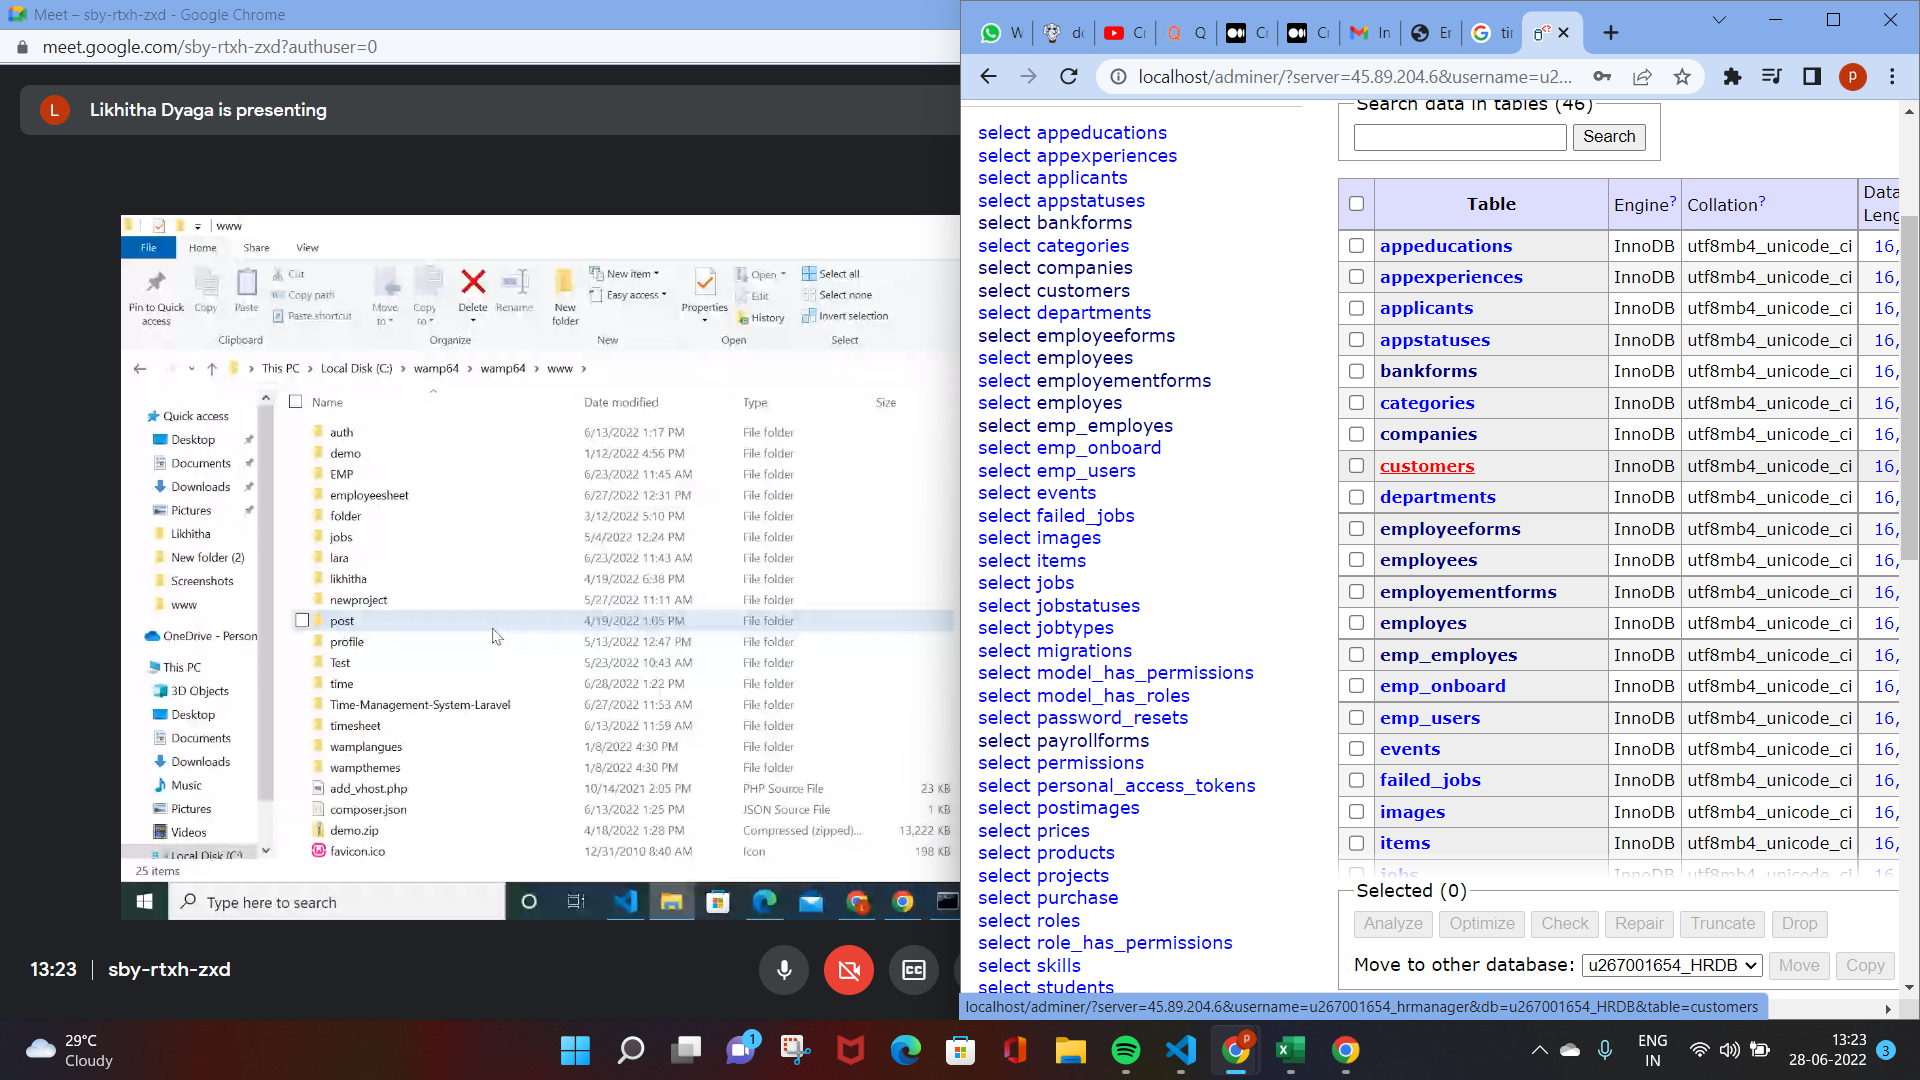 Meet – sby-rtxh-zxd - Google Chrome
meet.google.com/sby-rtxh-zxd?authuser=0
L Likhitha Dyaga is presenting
www
File Home Share View
Pin to Quick access
Copy
Paste
Cut
Copy path
Paste shortcut
Move to
Copy to
Delete
Rename
New folder
New item
Easy access
Properties
Open
Edit
History
Select all
Select none
Invert selection
Clipboard Organize New Open Select
This PC > Local Disk (C:) > wamp64 > wamp64 > www >
Quick access
Desktop
Documents
Downloads
Pictures
Likhitha
New folder (2)
Screenshots
www
OneDrive - Person
This PC
3D Objects
Desktop
Documents
Downloads
Music
Pictures
Videos
Local Disk (C:)
Name Date modified Type Size
auth 6/13/2022 1:17 PM File folder
demo 1/12/2022 4:56 PM File folder
EMP 6/23/2022 11:45 AM File folder
employeesheet 6/27/2022 12:31 PM File folder
folder 3/12/2022 5:10 PM File folder
jobs 5/4/2022 12:24 PM File folder
lara 6/23/2022 11:43 AM File folder
likhitha 4/19/2022 6:38 PM File folder
newproject 5/27/2022 11:11 AM File folder
post 4/19/2022 1:05 PM File folder
profile 5/13/2022 12:47 PM File folder
Test 5/23/2022 10:43 AM File folder
time 6/28/2022 1:22 PM File folder
Time-Management-System-Laravel 6/27/2022 11:53 AM File folder
timesheet 6/13/2022 11:59 AM File folder
wamplangues 1/8/2022 4:30 PM File folder
wampthemes 1/8/2022 4:30 PM File folder
add_vhost.php 10/14/2021 2:05 PM PHP Source File 23 KB
composer.json 6/13/2022 1:25 PM JSON Source File 1 KB
demo.zip 4/18/2022 1:28 PM Compressed (zipped)... 13,222 KB
favicon.ico 12/31/2010 8:40 AM Icon 198 KB
25 items
Type here to search
13:23 | sby-rtxh-zxd
W dc Ci Q Ci Ci In Er tir
localhost/adminer/?server=45.89.204.6&username=u2...
P
select appeducations
select appexperiences
select applicants
select appstatuses
select bankforms
select categories
select companies
select customers
select departments
select employeeforms
select employees
select employementforms
select employes
select emp_employes
select emp_onboard
select emp_users
select events
select failed_jobs
select images
select items
select jobs
select jobstatuses
select jobtypes
select migrations
select model_has_permissions
select model_has_roles
select password_resets
select payrollforms
select permissions
select personal_access_tokens
select postimages
select prices
select products
select projects
select purchase
select roles
select role_has_permissions
select skills
select students
Search data in tables (46)
Search
Table Engine? Collation? Data Leng
appeducations InnoDB utf8mb4_unicode_ci 16,
appexperiences InnoDB utf8mb4_unicode_ci 16,
applicants InnoDB utf8mb4_unicode_ci 16,
appstatuses InnoDB utf8mb4_unicode_ci 16,
bankforms InnoDB utf8mb4_unicode_ci 16,
categories InnoDB utf8mb4_unicode_ci 16,
companies InnoDB utf8mb4_unicode_ci 16,
customers InnoDB utf8mb4_unicode_ci 16,
departments InnoDB utf8mb4_unicode_ci 16,
employeeforms InnoDB utf8mb4_unicode_ci 16,
employees InnoDB utf8mb4_unicode_ci 16,
employementforms InnoDB utf8mb4_unicode_ci 16,
employes InnoDB utf8mb4_unicode_ci 16,
emp_employes InnoDB utf8mb4_unicode_ci 16,
emp_onboard InnoDB utf8mb4_unicode_ci 16,
emp_users InnoDB utf8mb4_unicode_ci 16,
events InnoDB utf8mb4_unicode_ci 16,
failed_jobs InnoDB utf8mb4_unicode_ci 16,
images InnoDB utf8mb4_unicode_ci 16,
items InnoDB utf8mb4_unicode_ci 16,
jobs InnoDB utf8mb4_unicode_ci 16,
Selected (0)
Analyze Optimize Check Repair Truncate Drop
Move to other database: u267001654_HRDB Move Copy
localhost/adminer/?server=45.89.204.6&username=u267001654_hrmanager&db=u267001654_HRDB&table=customers
29°C
Cloudy
1
P
ENG
IN
13:23
28-06-2022
3